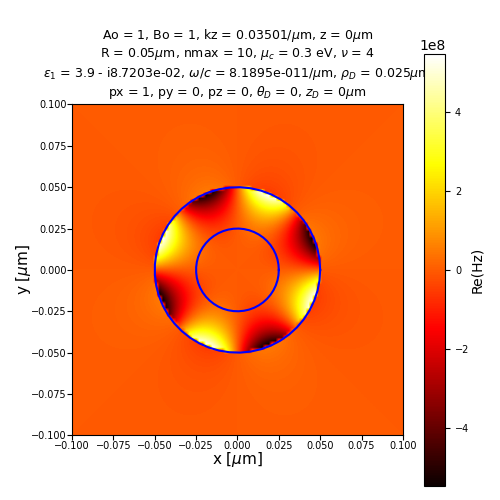 Ao = 1, Bo = 1, kz = 0.03501/μm, z = 0μm
R = 0.05μm, nmax = 10, μc = 0.3 eV, ν = 4
ε1 = 3.9 - i8.7203e-02, ω/c = 8.1895e-011/μm, ρD = 0.025μm
px = 1, py = 0, pz = 0, θD = 0, zD = 0μm
1e8
0.100
0.075
0.050
0.025
0.000
−0.025
−0.050
−0.075
−0.100
y [μm]
−0.100 −0.075 −0.050 −0.025 0.000 0.025 0.050 0.075 0.100
x [μm]
4
2
0
−2
−4
Re(Hz)